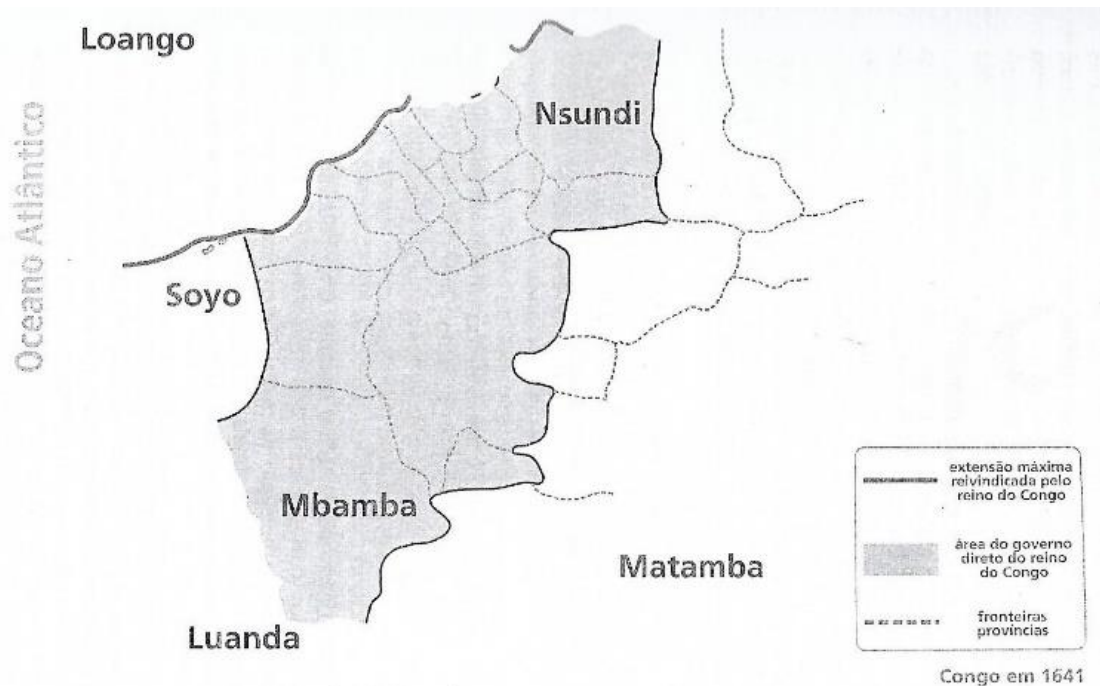 Loango
Oceano Atlântico
Nsundi
Soyo
Mbamba
Matamba
Luanda
extensão máxima
reivindicada pelo
reino do Congo
área do governo
direto do reino
do Congo
fronteiras
províncias
Congo em 1641